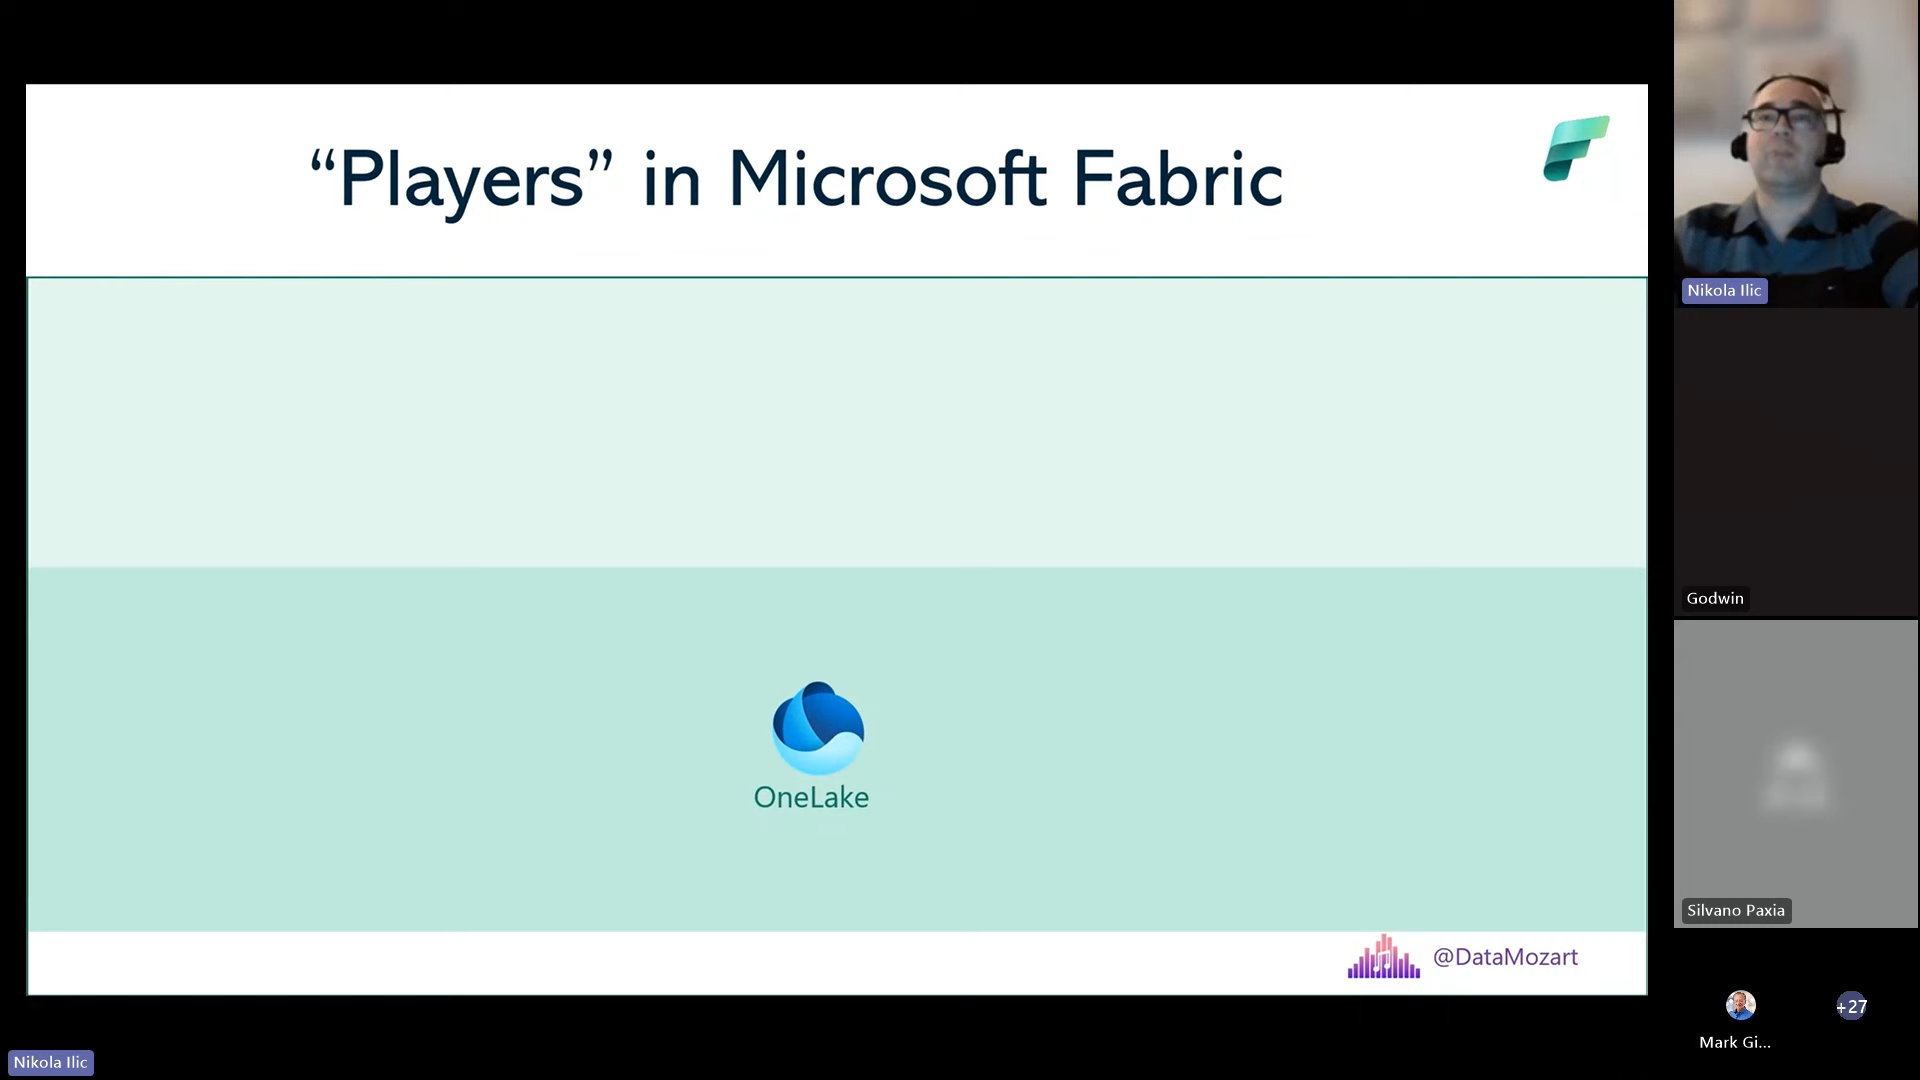 “Players” in Microsoft Fabric
OneLake
@DataMozart
Nikola Ilic
Godwin
Silvano Paxia
Mark Gi...
+27
Nikola Ilic